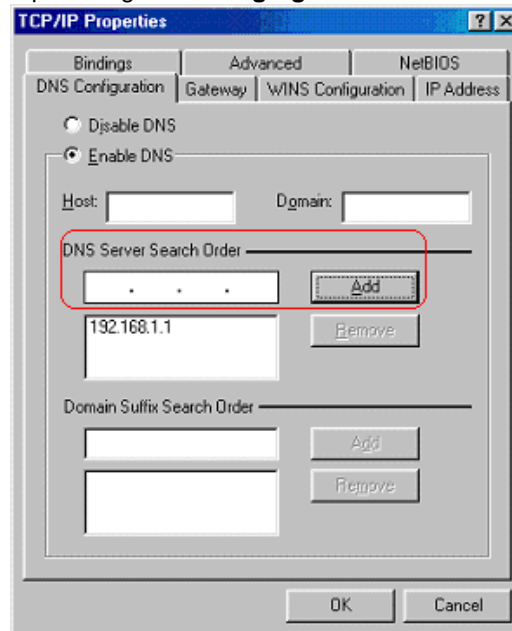 TCP/IP Properties
Bindings Advanced NetBIOS
DNS Configuration Gateway WINS Configuration IP Address
Disable DNS
Enable DNS
Host: Domain:
DNS Server Search Order
. . . Add
192.168.1.1 Remove
Domain Suffix Search Order
Add
Remove
OK Cancel